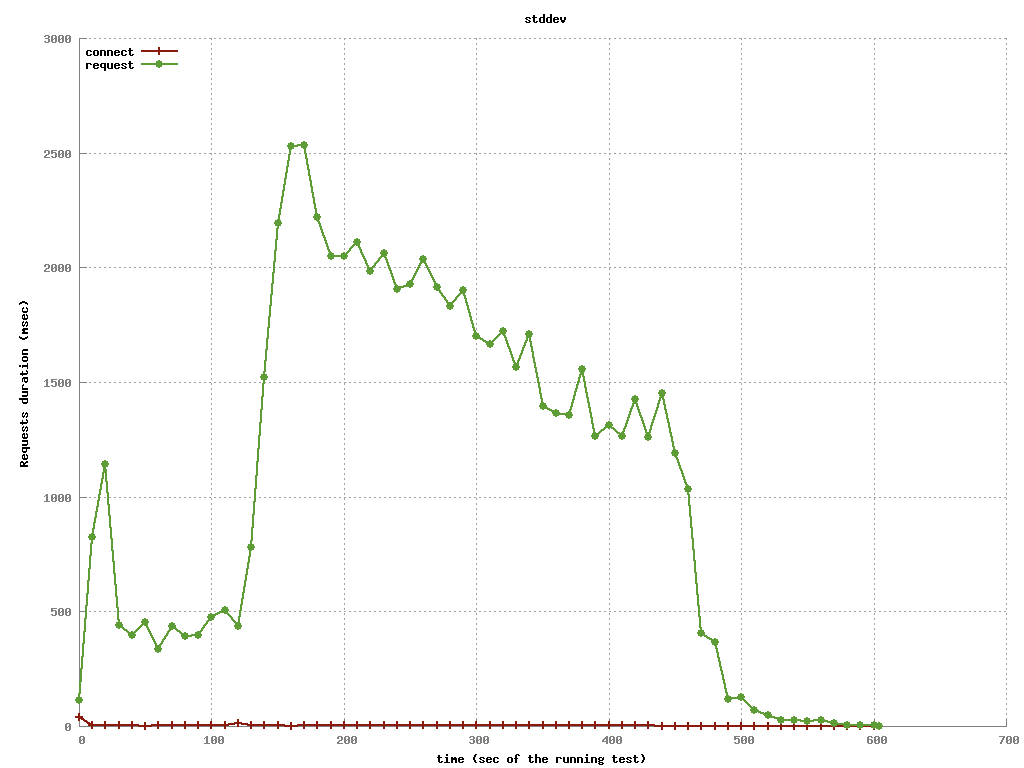 stddev
connect
request
3000
2500
2000
1500
1000
500
0
Requests duration (msec)
0 100 200 300 400 500 600 700
time (sec of the running test)